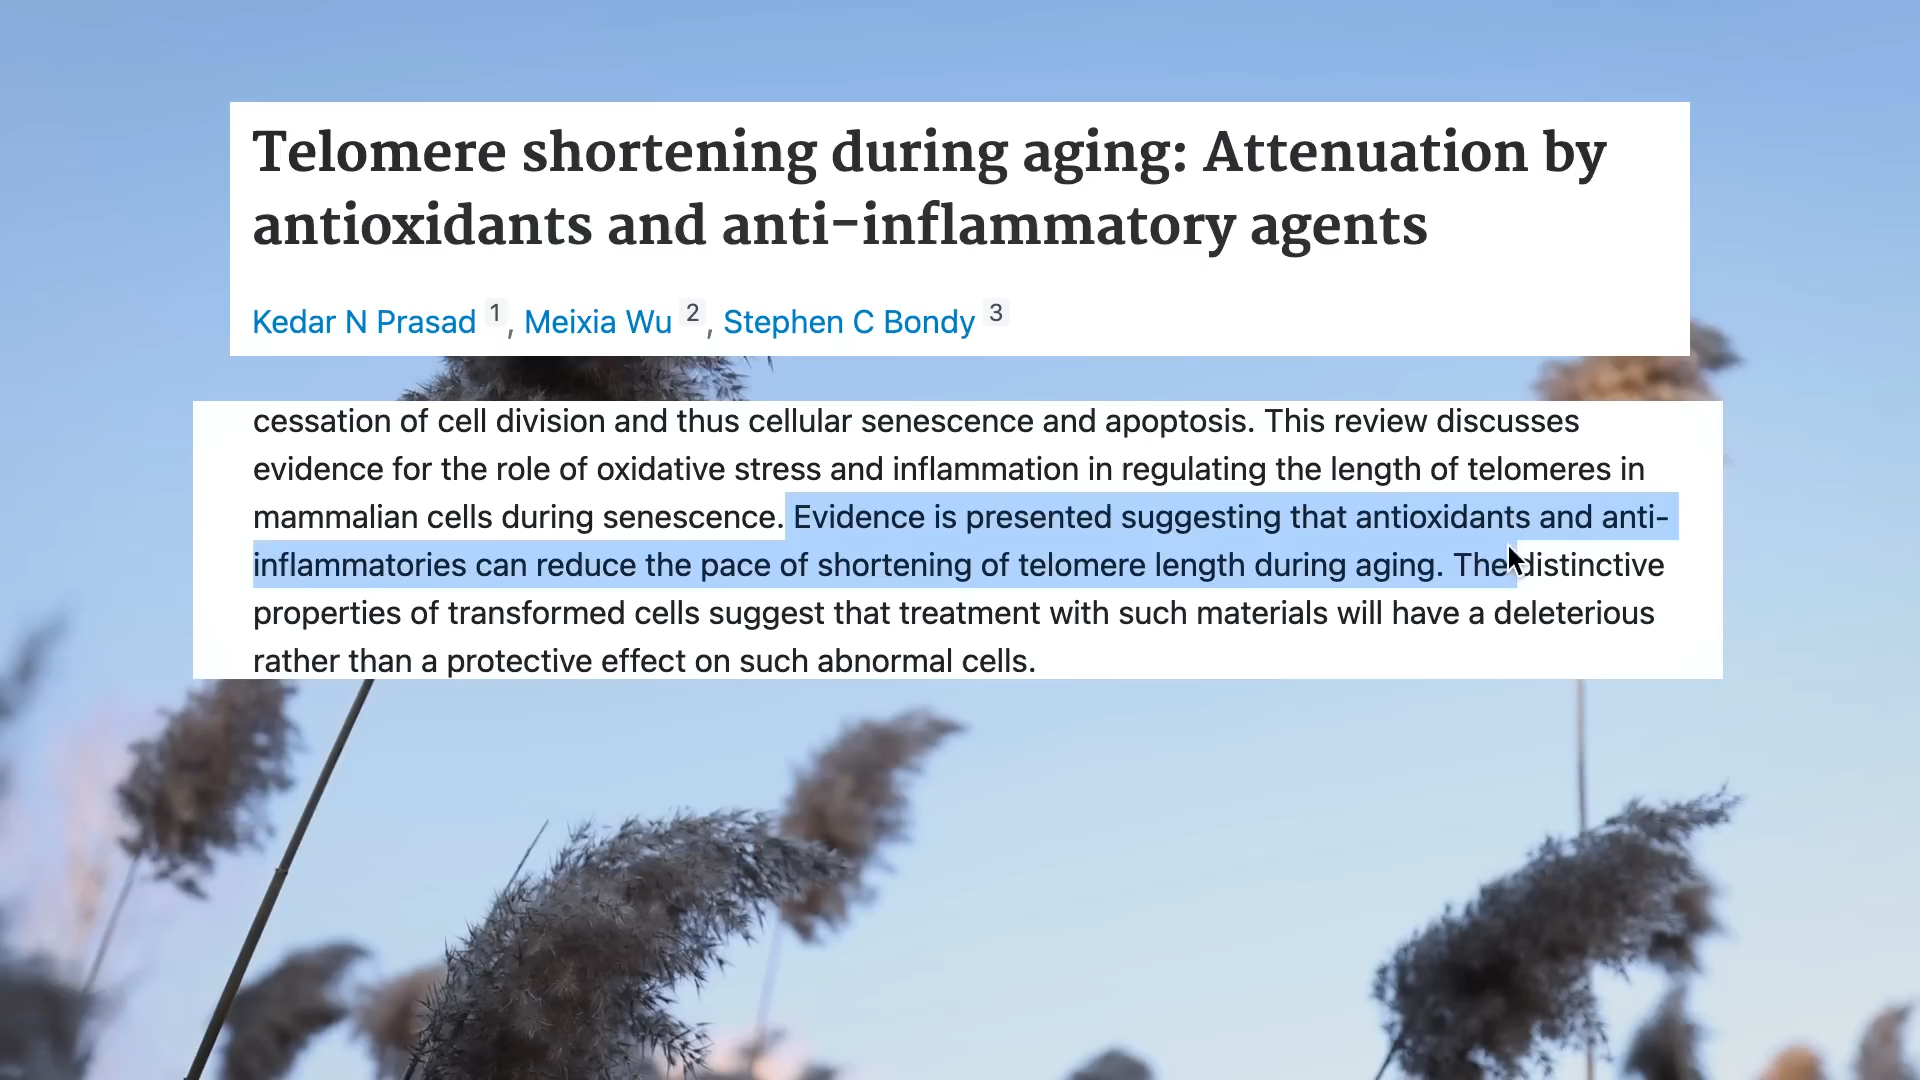 Telomere shortening during aging: Attenuation by
antioxidants and anti-inflammatory agents
Kedar N Prasad 1, Meixia Wu 2, Stephen C Bondy 3
cessation of cell division and thus cellular senescence and apoptosis. This review discusses
evidence for the role of oxidative stress and inflammation in regulating the length of telomeres in
mammalian cells during senescence. Evidence is presented suggesting that antioxidants and anti-
inflammatories can reduce the pace of shortening of telomere length during aging. The distinctive
properties of transformed cells suggest that treatment with such materials will have a deleterious
rather than a protective effect on such abnormal cells.